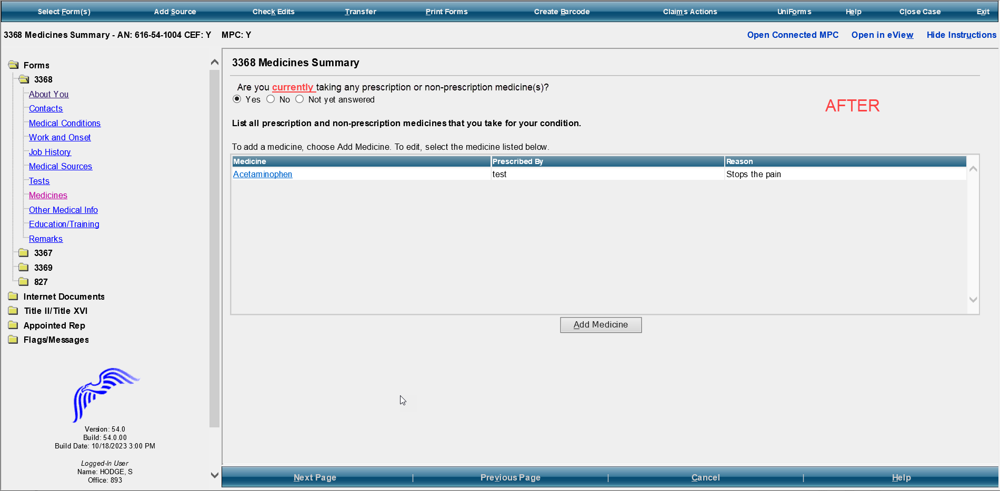 Select Form(s) Add Source Check Edits Transfer Print Forms Create Barcode Claims Actions UniForms Help Close Case Exit
3368 Medicines Summary - AN: 616-54-1004 CEF: Y MPC: Y Open Connected MPC Open in eView Hide Instructions
Forms
3368
About You
Contacts
Medical Conditions
Work and Onset
Job History
Medical Sources
Tests
Medicines
Other Medical Info
Education/Training
Remarks
3367
3369
827
Internet Documents
Title II/Title XVI
Appointed Rep
Flags/Messages
Version: 54.0
Build: 54.0.00
Build Date: 10/18/2023 3:00 PM
Logged-In User
Name: HODGE, S
Office: 893
3368 Medicines Summary
Are you currently taking any prescription or non-prescription medicine(s)?
Yes No Not yet answered
AFTER
List all prescription and non-prescription medicines that you take for your condition.
To add a medicine, choose Add Medicine. To edit, select the medicine listed below.
Medicine Prescribed By Reason
Acetaminophen test Stops the pain
Add Medicine
Next Page | Previous Page | Cancel | Help